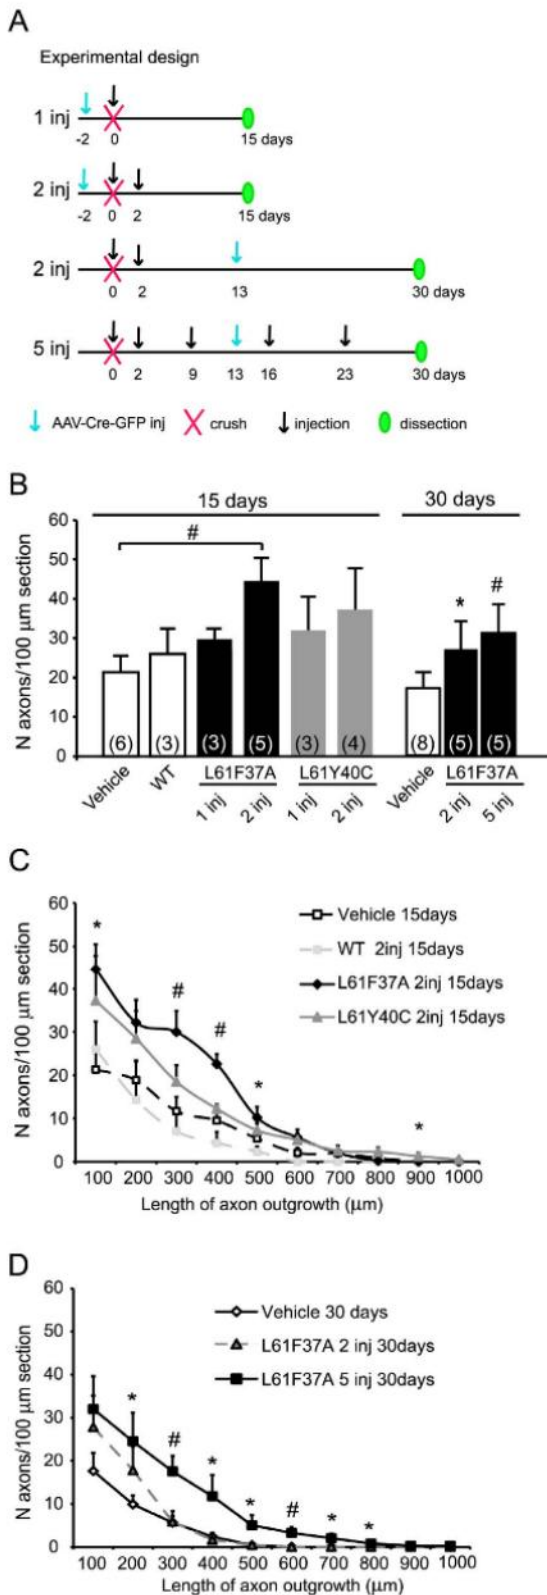 A
Experimental design
1 inj
-2 0 15 days
2 inj
-2 0 2 15 days
2 inj
0 2 13 30 days
5 inj
0 2 9 13 16 23 30 days
AAV-Cre-GFP inj crush injection dissection
B
15 days 30 days
N axons/100 µm section
60
50
40
30
20
10
0
# * #
(6) (3) (3) (5) (3) (4) (8) (5) (5)
Vehicle WT L61F37A L61Y40C Vehicle L61F37A
1 inj 2 inj 1 inj 2 inj 2 inj 5 inj
C
N axons/100 µm section
60
50
40
30
20
10
0
* # # * *
Vehicle 15days
WT 2inj 15days
L61F37A 2inj 15days
L61Y40C 2inj 15days
100 200 300 400 500 600 700 800 900 1000
Length of axon outgrowth (µm)
D
N axons/100 µm section
60
50
40
30
20
10
0
Vehicle 30 days
L61F37A 2 inj 30days
L61F37A 5 inj 30days
* # * * # * *
100 200 300 400 500 600 700 800 900 1000
Length of axon outgrowth (µm)